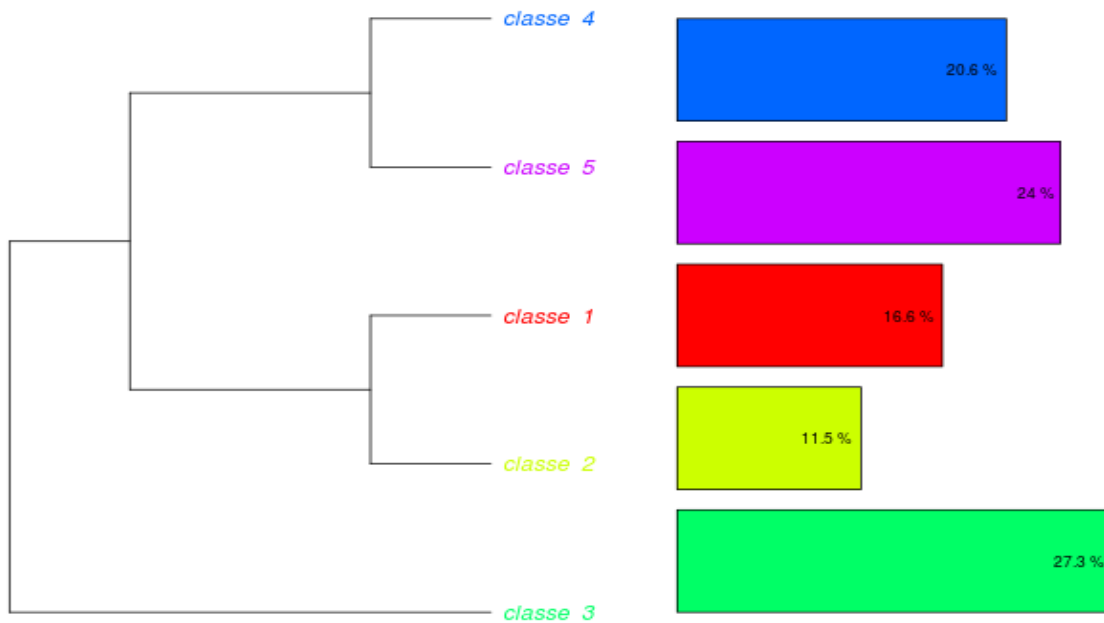 classe 4
20.6 %
classe 5
24 %
classe 1
16.6 %
classe 2
11.5 %
classe 3
27.3 %